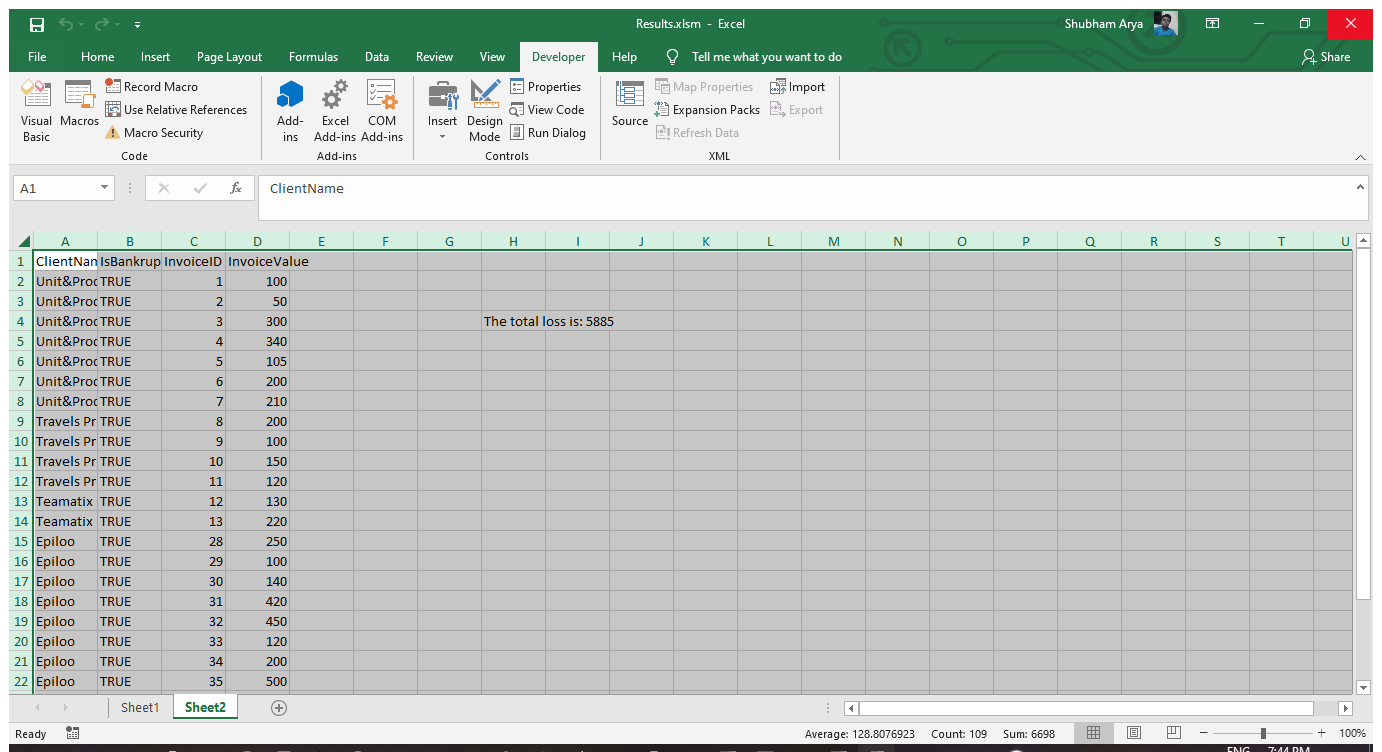 Results.xlsm - Excel
Shubham Arya
File Home Insert Page Layout Formulas Data Review View Developer Help Tell me what you want to do Share
Visual Basic
Macros
Record Macro
Use Relative References
Macro Security
Code
Add-ins
Excel Add-ins
COM Add-ins
Add-ins
Insert
Design Mode
Properties
View Code
Run Dialog
Controls
Source
Map Properties
Expansion Packs
Refresh Data
Import
Export
XML
A1 fx ClientName
A B C D E F G H I J K L M N O P Q R S T U
1 ClientNam IsBankrup InvoiceID InvoiceValue
2 Unit&Proc TRUE 1 100
3 Unit&Proc TRUE 2 50
4 Unit&Proc TRUE 3 300 The total loss is: 5885
5 Unit&Proc TRUE 4 340
6 Unit&Proc TRUE 5 105
7 Unit&Proc TRUE 6 200
8 Unit&Proc TRUE 7 210
9 Travels Pr TRUE 8 200
10 Travels Pr TRUE 9 100
11 Travels Pr TRUE 10 150
12 Travels Pr TRUE 11 120
13 Teamatix TRUE 12 130
14 Teamatix TRUE 13 220
15 Epiloo TRUE 28 250
16 Epiloo TRUE 29 100
17 Epiloo TRUE 30 140
18 Epiloo TRUE 31 420
19 Epiloo TRUE 32 450
20 Epiloo TRUE 33 120
21 Epiloo TRUE 34 200
22 Epiloo TRUE 35 500
Sheet1 Sheet2
Ready Average: 128.8076923 Count: 109 Sum: 6698 100%
ENG 7:44 PM